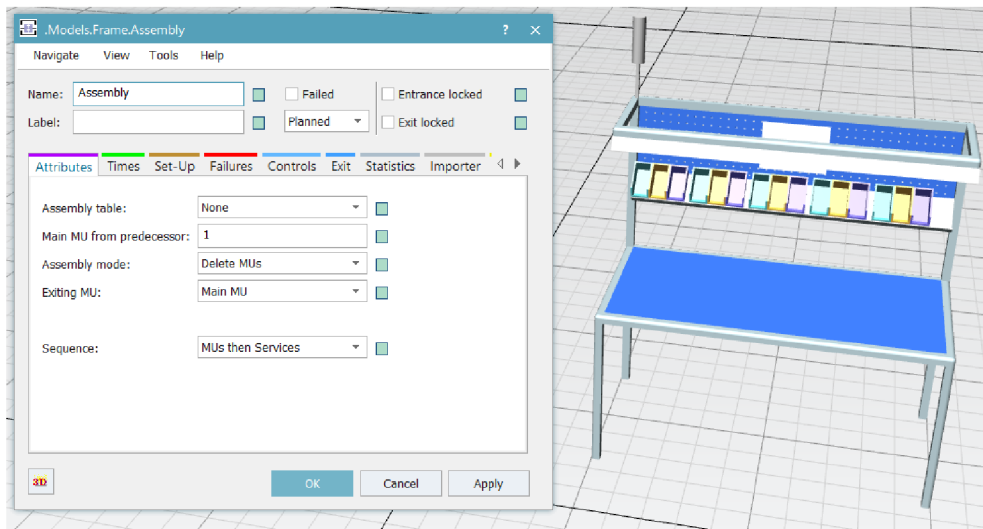 .Models.Frame.Assembly ? ×
Navigate View Tools Help
Name: Assembly Failed Entrance locked
Label: Planned Exit locked
Attributes Times Set-Up Failures Controls Exit Statistics Importer
Assembly table: None
Main MU from predecessor: 1
Assembly mode: Delete MUs
Exiting MU: Main MU
Sequence: MUs then Services
3D OK Cancel Apply